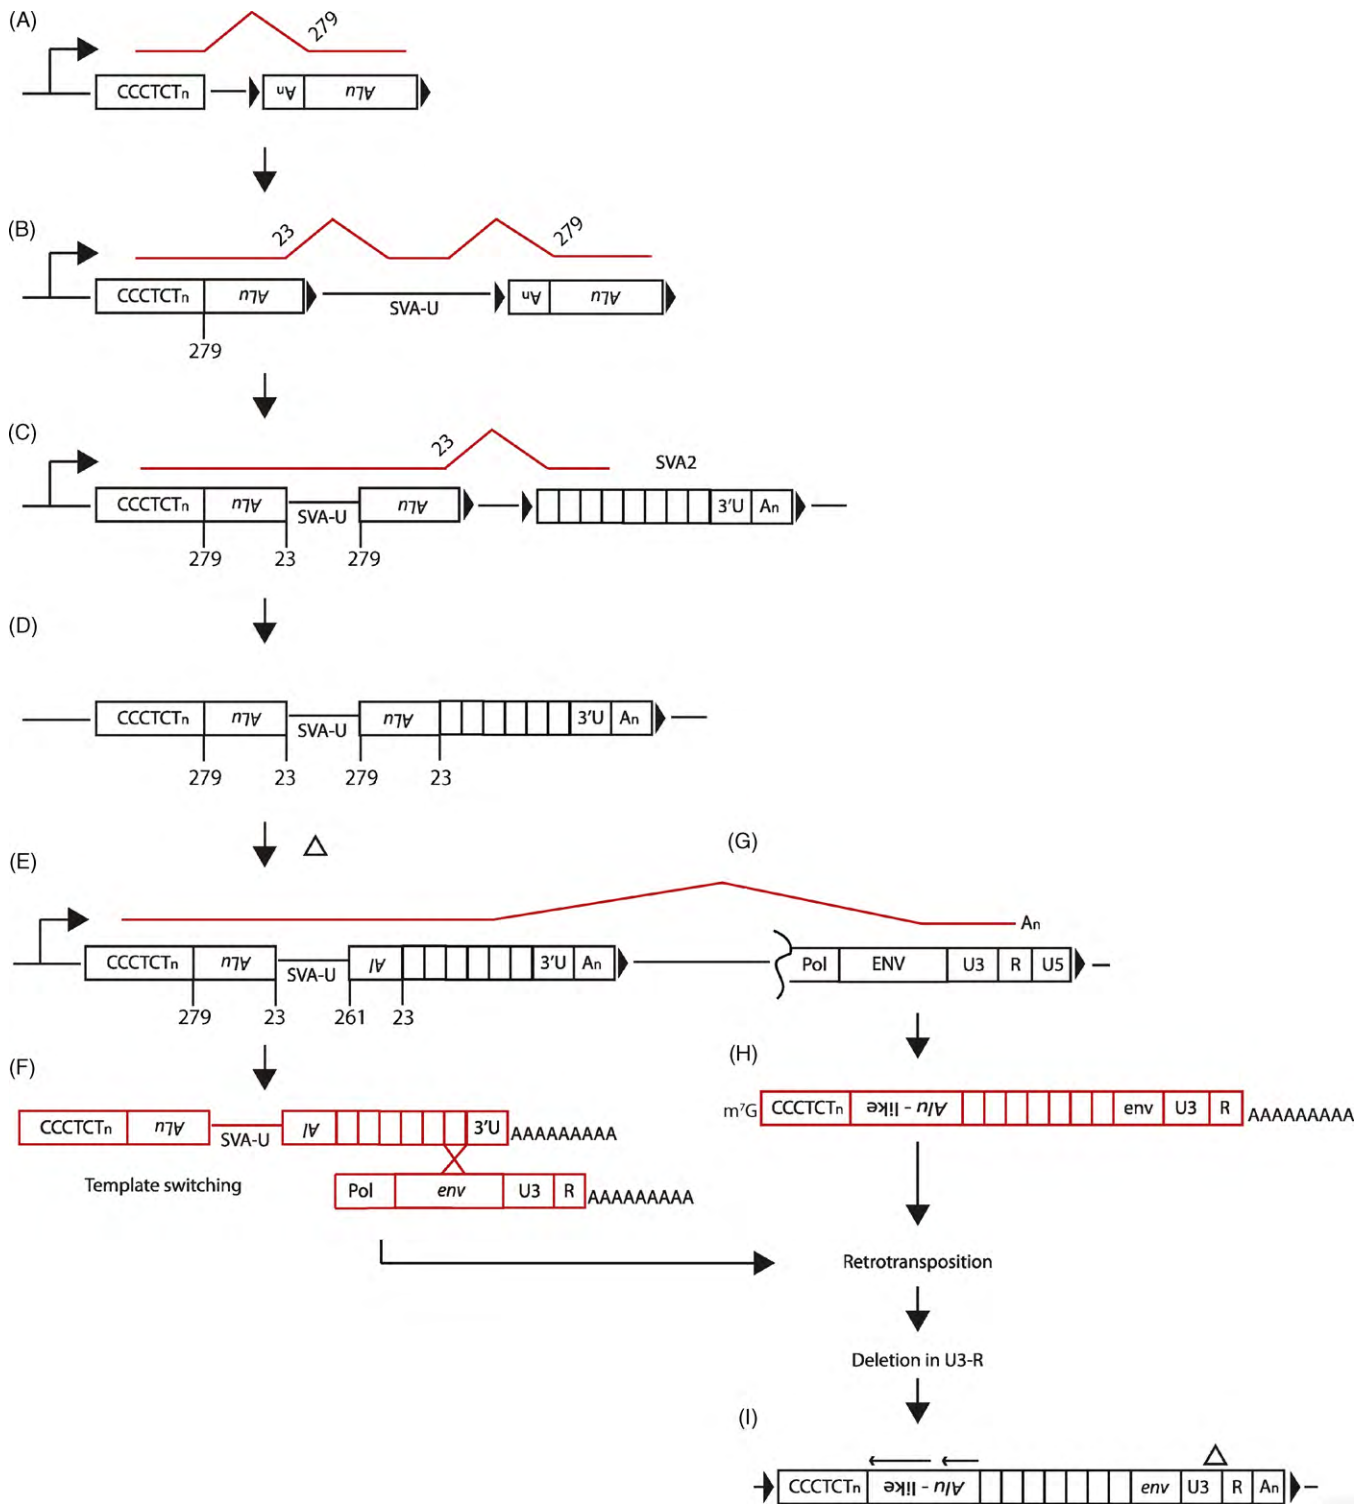 (A)
279
CCCTCTn An Alu
(B)
23 279
CCCTCTn Alu SVA-U An Alu
279
(C)
23 SVA2
CCCTCTn Alu SVA-U Alu 3'U An
279 23 279
(D)
CCCTCTn Alu SVA-U Alu 3'U An
279 23 279 23
(E)
(G)
An
CCCTCTn Alu SVA-U Al 3'U An
Pol ENV U3 R U5
279 23 261 23
(F)
CCCTCTn Alu SVA-U Al 3'U AAAAAAAAA
Template switching
Pol env U3 R AAAAAAAAA
(H)
m7G CCCTCTn Alu - like env U3 R AAAAAAAAA
Retrotransposition
Deletion in U3-R
(I)
CCCTCTn Alu - like env U3 R An